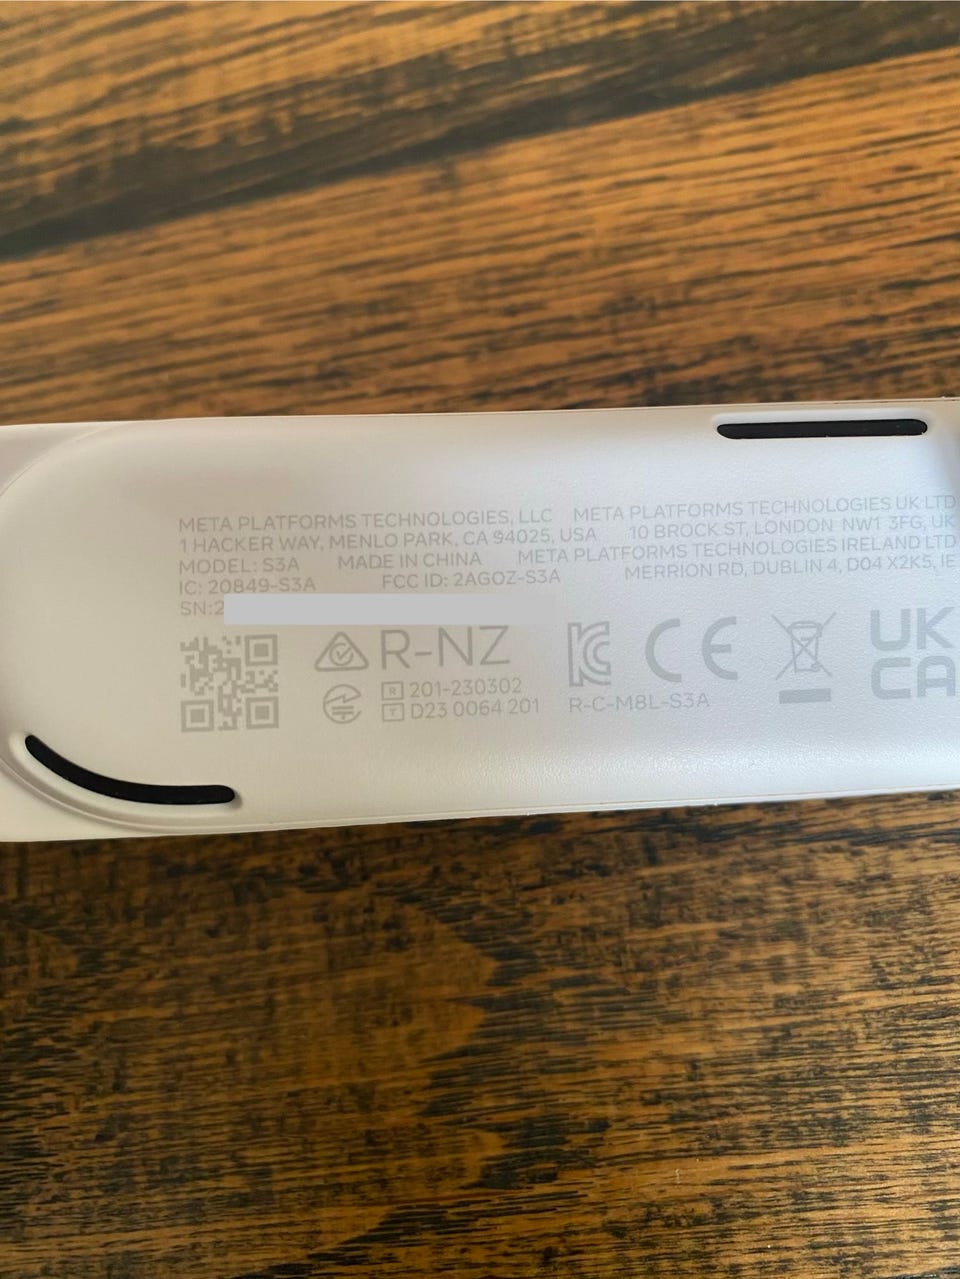 META PLATFORMS TECHNOLOGIES, LLC META PLATFORMS TECHNOLOGIES UK LTD
1 HACKER WAY, MENLO PARK, CA 94025, USA 10 BROCK ST, LONDON NW1 3FG, UK
MODEL: S3A MADE IN CHINA META PLATFORMS TECHNOLOGIES IRELAND LTD
IC: 20849-S3A FCC ID: 2AGOZ-S3A MERRION RD, DUBLIN 4, D04 X2K5, IE
SN:2
R-NZ
R 201-230302
T D23 0064 201
KC
R-C-M8L-S3A
CE
UK
CA